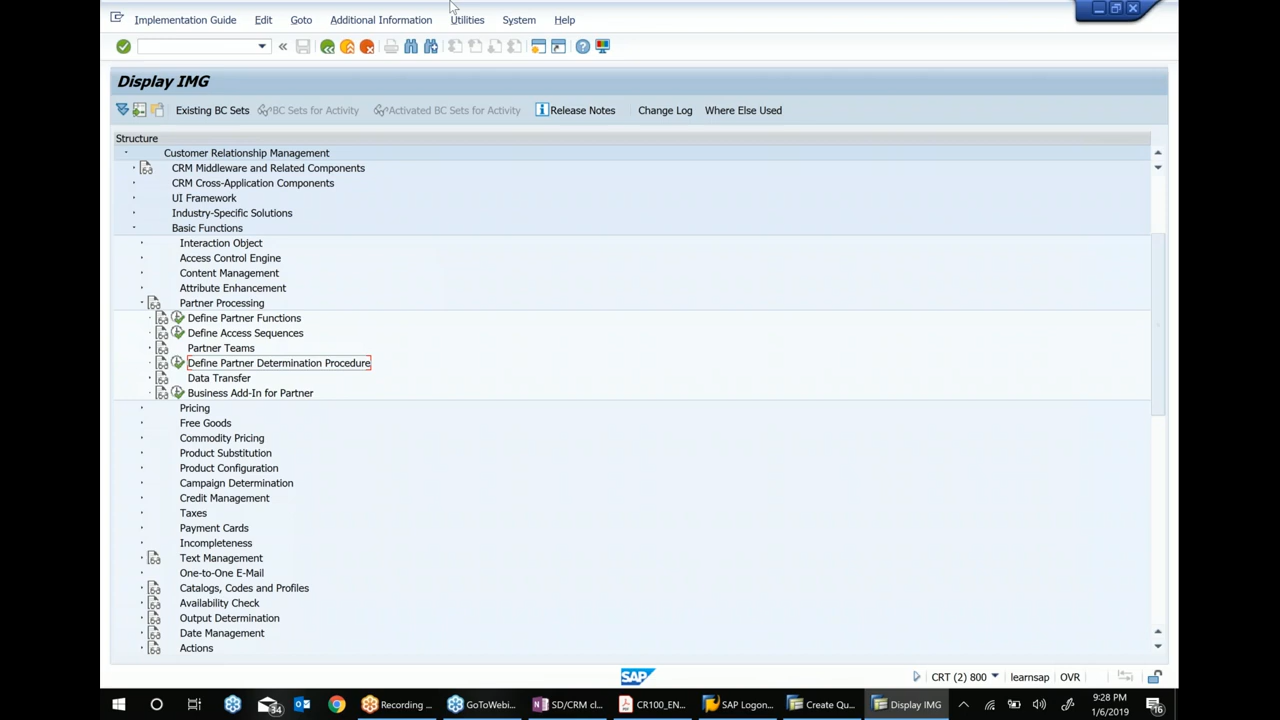 Implementation Guide Edit Goto Additional Information Utilities System Help
Display IMG
Existing BC Sets BC Sets for Activity Activated BC Sets for Activity Release Notes Change Log Where Else Used
Structure
Customer Relationship Management
CRM Middleware and Related Components
CRM Cross-Application Components
UI Framework
Industry-Specific Solutions
Basic Functions
Interaction Object
Access Control Engine
Content Management
Attribute Enhancement
Partner Processing
Define Partner Functions
Define Access Sequences
Partner Teams
Define Partner Determination Procedure
Data Transfer
Business Add-In for Partner
Pricing
Free Goods
Commodity Pricing
Product Substitution
Product Configuration
Campaign Determination
Credit Management
Taxes
Payment Cards
Incompleteness
Text Management
One-to-One E-Mail
Catalogs, Codes and Profiles
Availability Check
Output Determination
Date Management
Actions
SAP CRT (2) 800 learnsap OVR
34 Recording ... GoToWebi... SD/CRM cl... CR100_EN... SAP Logon... Create Qu... Display IMG 9:28 PM
1/6/2019 16